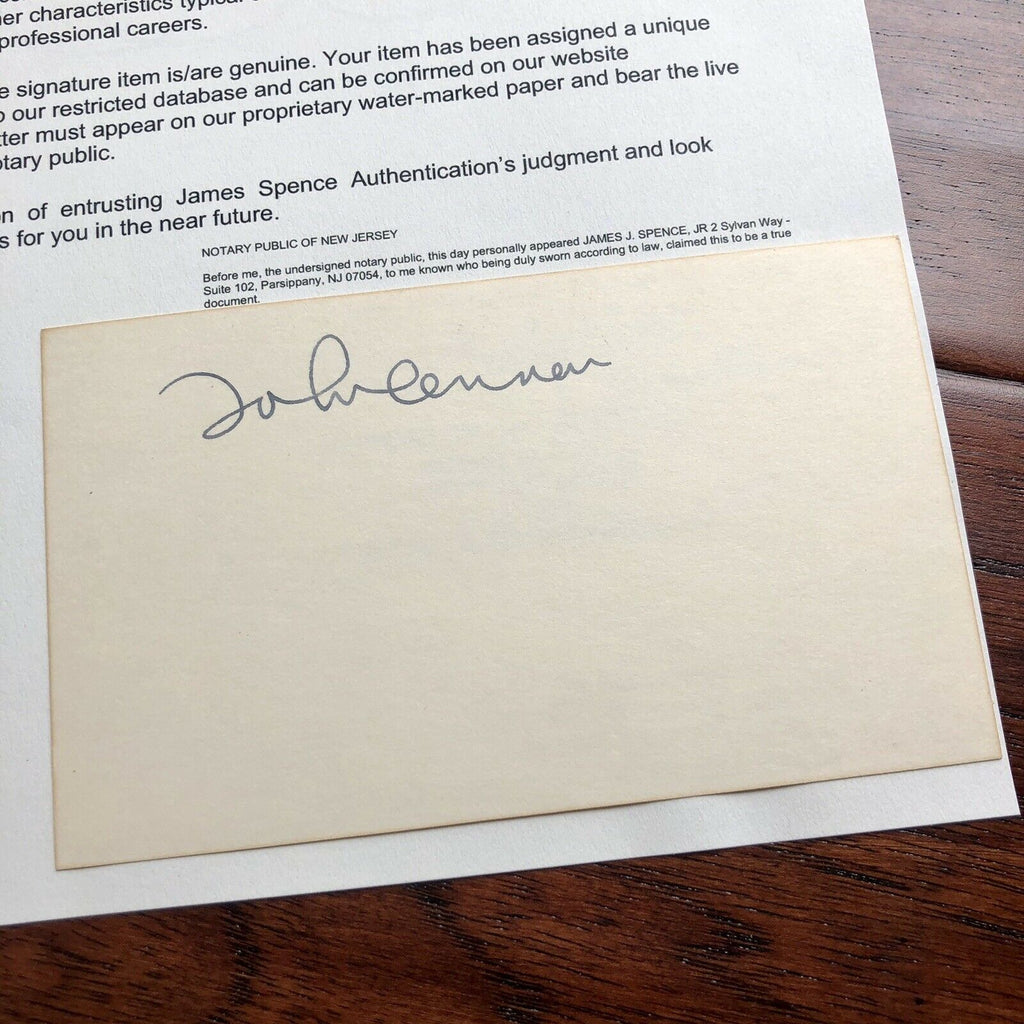 er characteristics typical
professional careers.
e signature item is/are genuine. Your item has been assigned a unique
o our restricted database and can be confirmed on our website
tter must appear on our proprietary water-marked paper and bear the live
otary public.
n of entrusting James Spence Authentication's judgment and look
s for you in the near future.
NOTARY PUBLIC OF NEW JERSEY
Before me, the undersigned notary public, this day personally appeared JAMES J. SPENCE, JR 2 Sylvan Way -
Suite 102, Parsippany, NJ 07054, to me known who being duly sworn according to law, claimed this to be a true
document.
John Lennon